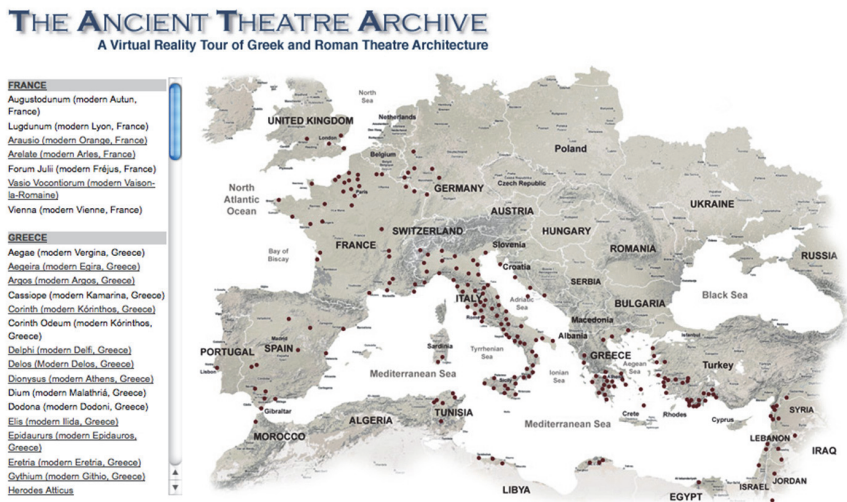 THE ANCIENT THEATRE ARCHIVE
A Virtual Reality Tour of Greek and Roman Theatre Architecture
FRANCE
Augustodunum (modern Autun,
France)
Lugdunum (modern Lyon, France)
Arausio (modern Orange, France)
Arelate (modern Arles, France)
Forum Julii (modern Fréjus, France)
Vasio Vocontiorum (modern Vaison-
la-Romaine)
Vienna (modern Vienne, France)
GREECE
Aegae (modern Vergina, Greece)
Aegeira (modern Egira, Greece)
Argos (modern Argos, Greece)
Cassiope (modern Kamarina, Greece)
Corinth (modern Kórinthos, Greece)
Corinth Odeum (modern Kórinthos,
Greece)
Delphi (modern Delfi, Greece)
Delos (Modern Delos, Greece)
Dionysus (modern Athens, Greece)
Dium (modern Malathriá, Greece)
Dodona (modern Dodoni, Greece)
Elis (modern Ilida, Greece)
Epidaururs (modern Epidauros,
Greece)
Eretria (modern Eretria, Greece)
Gythium (modern Githio, Greece)
Herodes Atticus
North
Sea
UNITED KINGDOM
London
Netherlands
Belgium
Poland
GERMANY
Czech Republic
Paris
North
Atlantic
Ocean
AUSTRIA
UKRAINE
SWITZERLAND
HUNGARY
FRANCE
Slovenia
ROMANIA
Bay of
Biscay
RUSSIA
Croatia
SERBIA
ITALY
Adriatic
Sea
BULGARIA
Black Sea
Macedonia
Rome
Madrid
Istanbul
Albania
PORTUGAL
SPAIN
Sardinia
Tyrrhenian
Sea
GREECE
Aegean
Sea
Turkey
Lisbon
Mediterranean Sea
Ionian
Sea
Gibraltar
TUNISIA
Crete
Rhodes
Cyprus
SYRIA
ALGERIA
Mediterranean Sea
MOROCCO
LEBANON
IRAQ
LIBYA
EGYPT
ISRAEL
JORDAN